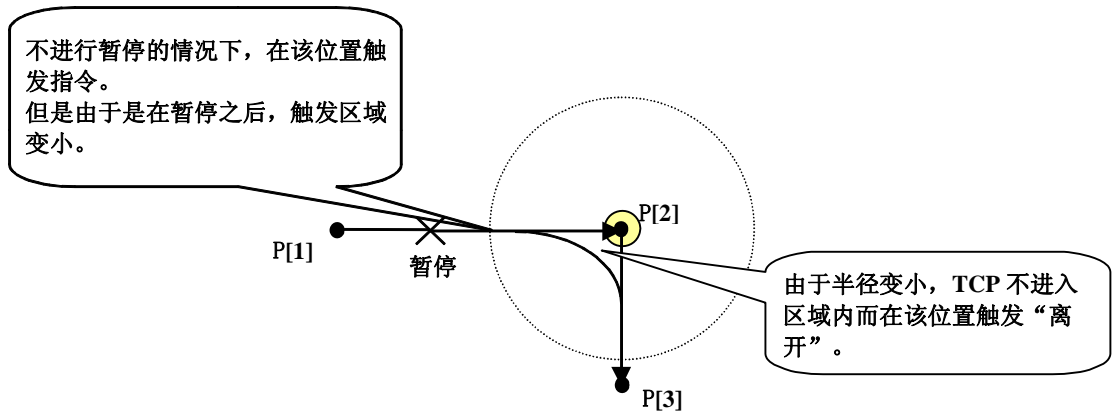 不进行暂停的情况下，在该位置触
发指令。
但是由于是在暂停之后，触发区域
变小。
P[2]
P[1]
暂停
由于半径变小，TCP 不进入
区域内而在该位置触发“离
开”。
P[3]